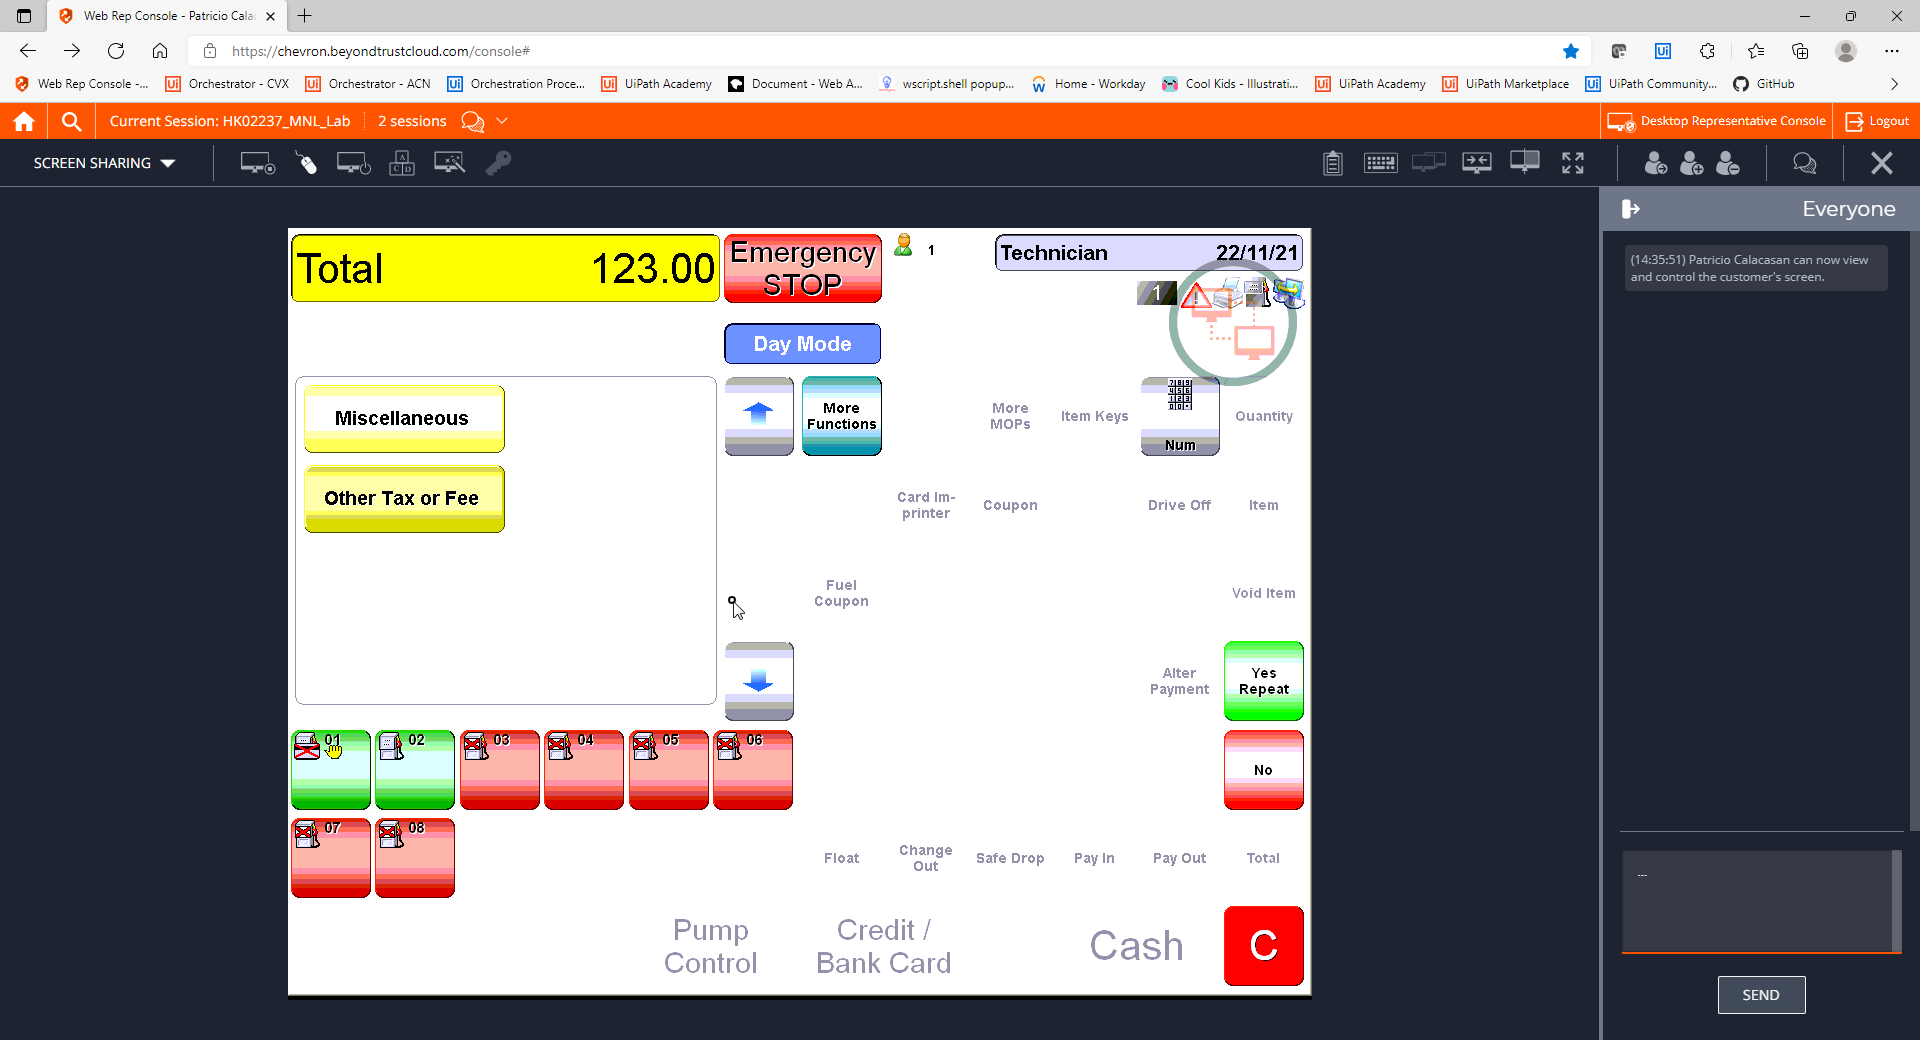 Web Rep Console - Patricio Cala
https://chevron.beyondtrustcloud.com/console#
Web Rep Console -...
Orchestrator - CVX
Orchestrator - ACN
Orchestration Proce...
UiPath Academy
Document - Web A...
wscript.shell popup...
Home - Workday
Cool Kids - Illustrati...
UiPath Academy
UiPath Marketplace
UiPath Community...
GitHub
Current Session: HK02237_MNL_Lab
2 sessions
Desktop Representative Console
Logout
SCREEN SHARING
Everyone
(14:35:51) Patricio Calacasan can now view
and control the customer's screen.
Total 123.00
Emergency
STOP
1
Technician 22/11/21
1
Day Mode
Miscellaneous
Other Tax or Fee
More
Functions
More
MOPs
Item Keys
Num
Quantity
Card Im-
printer
Coupon
Drive Off
Item
Fuel
Coupon
Void Item
Alter
Payment
Yes
Repeat
01
02
03
04
05
06
No
07
08
Float
Change
Out
Safe Drop
Pay In
Pay Out
Total
Pump
Control
Credit /
Bank Card
Cash
C
...
SEND